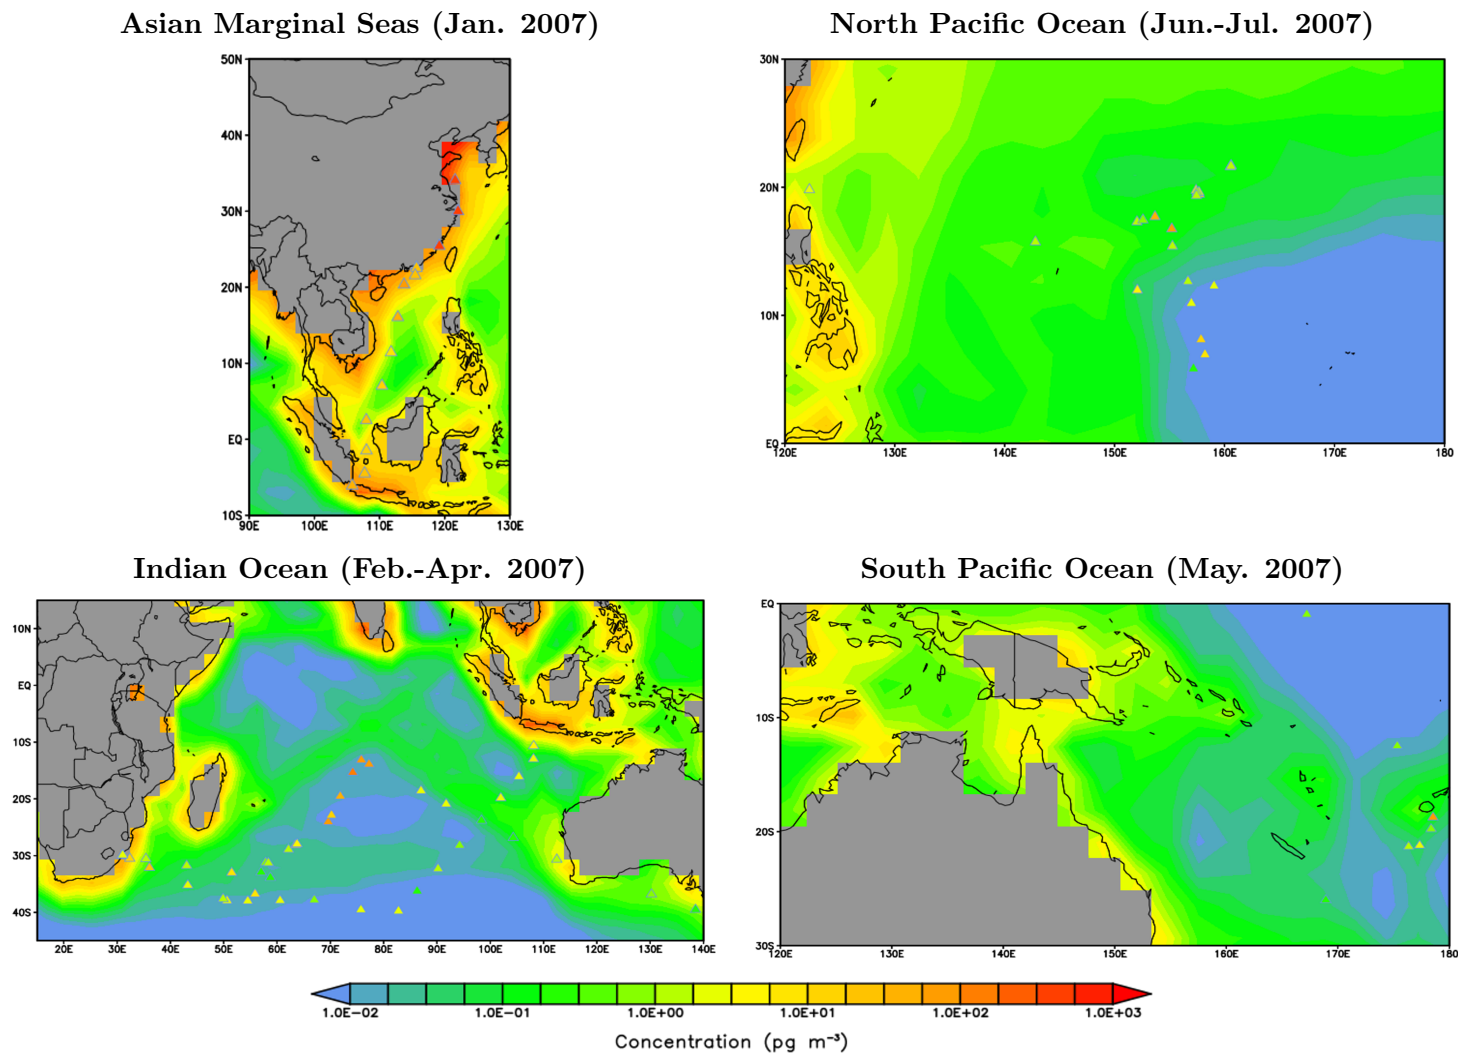 Asian Marginal Seas (Jan. 2007)
North Pacific Ocean (Jun.-Jul. 2007)
50N
40N
30N
20N
10N
EQ
10S
90E 100E 110E 120E 130E
30N
20N
10N
EQ
120E 130E 140E 150E 160E 170E 180
Indian Ocean (Feb.-Apr. 2007)
South Pacific Ocean (May. 2007)
10N
EQ
10S
20S
30S
40S
20E 30E 40E 50E 60E 70E 80E 90E 100E 110E 120E 130E 140E
EQ
10S
20S
30S
120E 130E 140E 150E 160E 170E 180
1.0E−02 1.0E−01 1.0E+00 1.0E+01 1.0E+02 1.0E+03
Concentration (pg m⁻³)